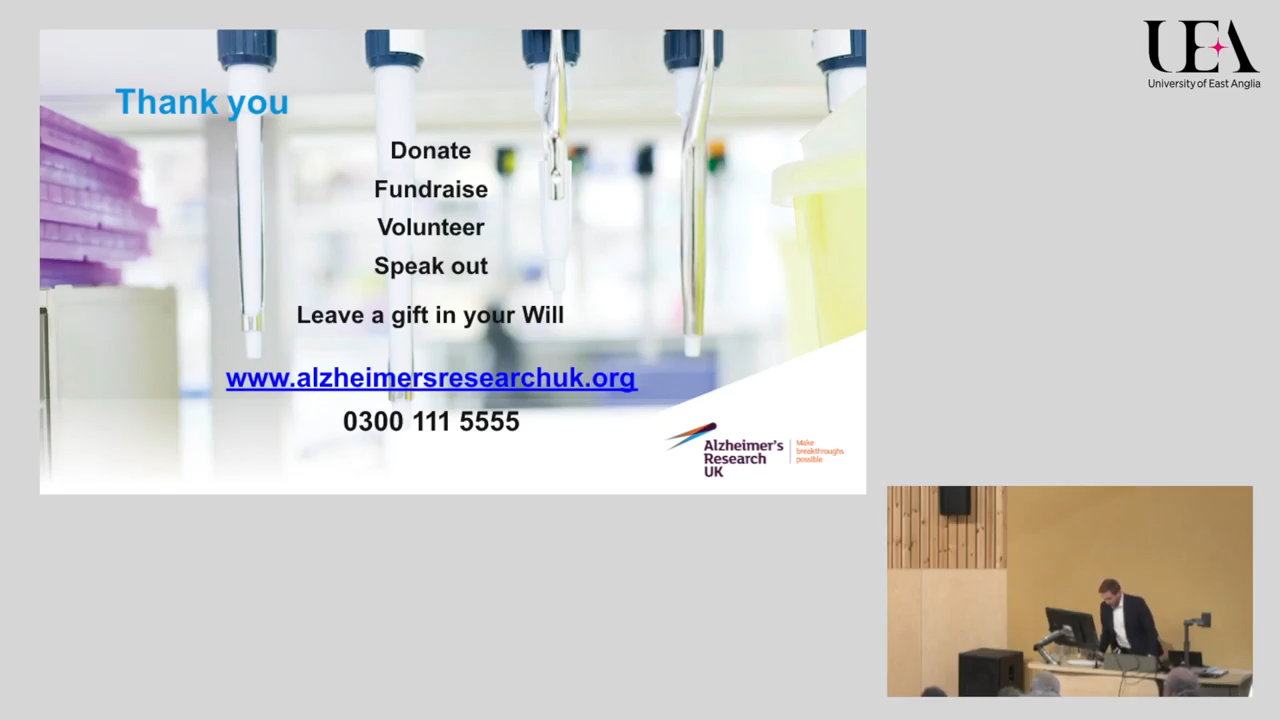 UEA
University of East Anglia
Thank you
Donate
Fundraise
Volunteer
Speak out
Leave a gift in your Will
www.alzheimersresearchuk.org
0300 111 5555
Alzheimer's
Research
UK
Make
breakthroughs
possible